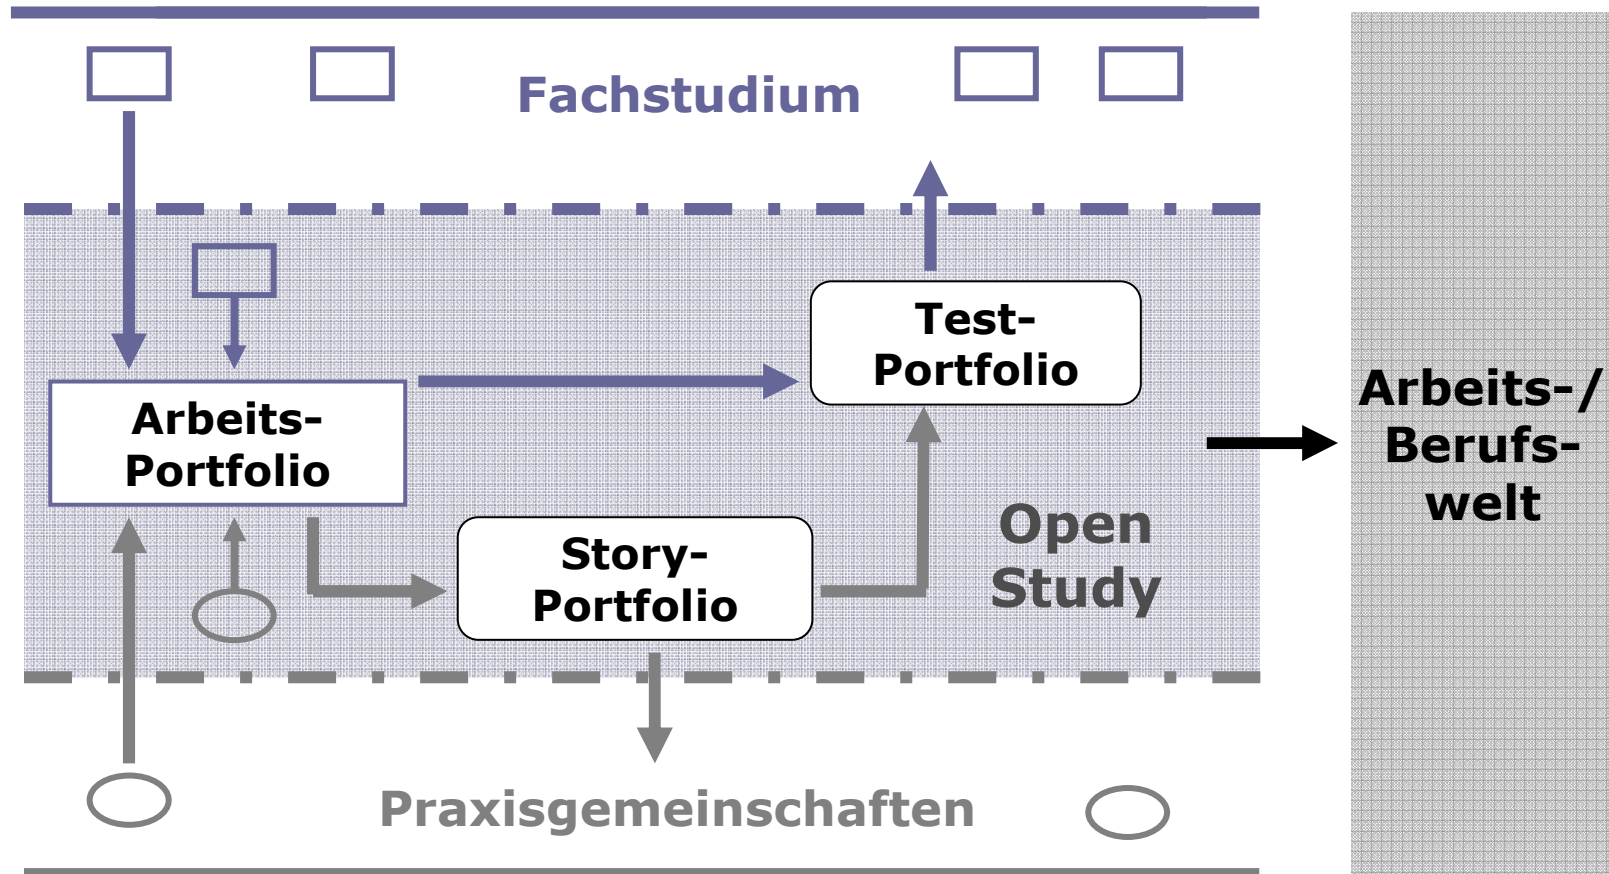 Fachstudium
Test-
Portfolio
Arbeits-
Portfolio
Arbeits-/
Berufs-
welt
Open
Study
Story-
Portfolio
Praxisgemeinschaften